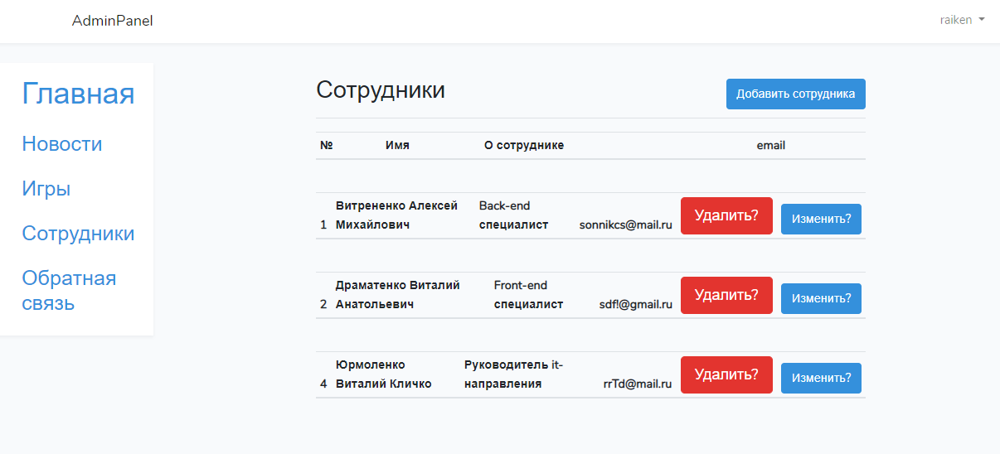 AdminPanel
raiken
Главная
Новости
Игры
Сотрудники
Обратная
связь
Сотрудники
Добавить сотрудника
№ Имя О сотруднике email
Витрененко Алексей Back-end
1 Михайлович специалист sonnikcs@mail.ru Удалить? Изменить?
Драматенко Виталий Front-end
2 Анатольевич специалист sdf!@gmail.ru Удалить? Изменить?
Юрмоленко Руководитель it-
4 Виталий Кличко направления rrTd@mail.ru Удалить? Изменить?